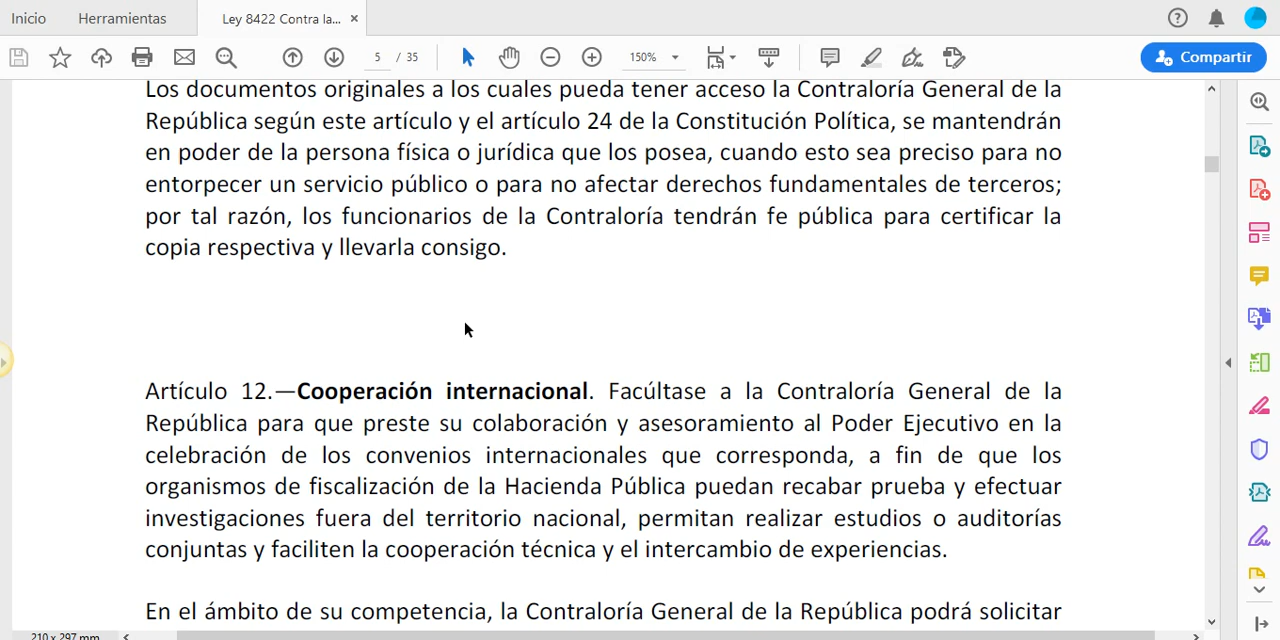 Inicio Herramientas Ley 8422 Contra la... ×
5 / 35 150% Compartir
Los documentos originales a los cuales pueda tener acceso la Contraloría General de la
República según este artículo y el artículo 24 de la Constitución Política, se mantendrán
en poder de la persona física o jurídica que los posea, cuando esto sea preciso para no
entorpecer un servicio público o para no afectar derechos fundamentales de terceros;
por tal razón, los funcionarios de la Contraloría tendrán fe pública para certificar la
copia respectiva y llevarla consigo.
Artículo 12.—Cooperación internacional. Facúltase a la Contraloría General de la
República para que preste su colaboración y asesoramiento al Poder Ejecutivo en la
celebración de los convenios internacionales que corresponda, a fin de que los
organismos de fiscalización de la Hacienda Pública puedan recabar prueba y efectuar
investigaciones fuera del territorio nacional, permitan realizar estudios o auditorías
conjuntas y faciliten la cooperación técnica y el intercambio de experiencias.
En el ámbito de su competencia, la Contraloría General de la República podrá solicitar
210 x 297 mm